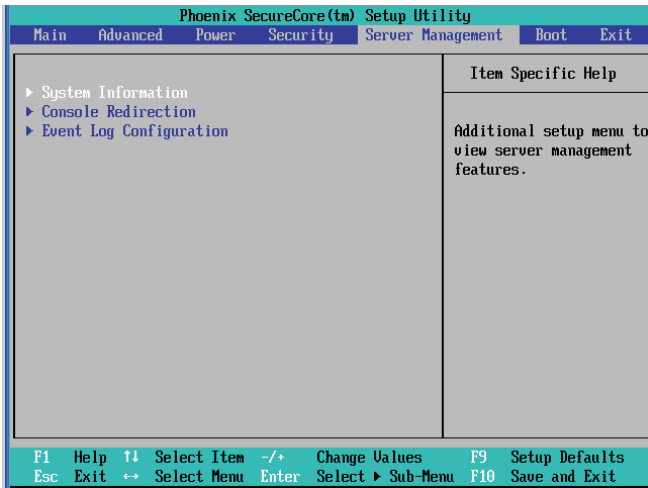 Phoenix SecureCore(tm) Setup Utility
Main Advanced Power Security Server Management Boot Exit
Item Specific Help
▶ System Information
▶ Console Redirection
▶ Event Log Configuration
Additional setup menu to
view server management
features.
F1 Help ↑↓ Select Item -/+ Change Values F9 Setup Defaults
Esc Exit ↔ Select Menu Enter Select ▶ Sub-Menu F10 Save and Exit